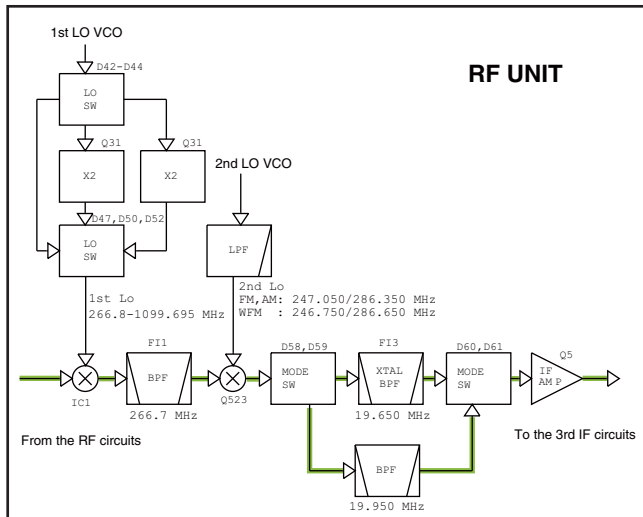 1st LO VCO
RF UNIT
D42-D44
LO
SW
Q31
Q31
X2
X2
2nd LO VCO
D47,D50,D52
LO
SW
LPF
1st Lo
266.8-1099.695 MHz
2nd Lo
FM,AM: 247.050/286.350 MHz
WFM : 246.750/286.650 MHz
FI1
D58,D59
FI3
D60,D61
Q5
BPF
MODE
SW
XTAL
BPF
MODE
SW
IF
AMP
IC1
Q523
266.7 MHz
19.650 MHz
From the RF circuits
To the 3rd IF circuits
BPF
19.950 MHz